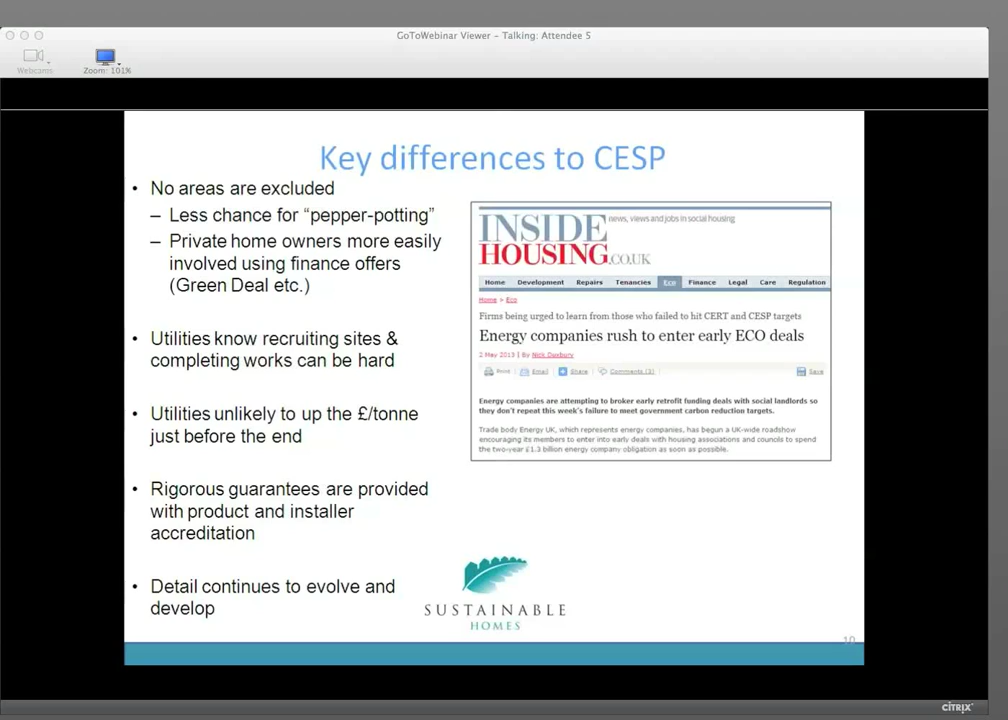 GoToWebinar Viewer - Talking: Attendee 5
Webcams
Zoom: 101%
Key differences to CESP
• No areas are excluded
– Less chance for “pepper-potting”
– Private home owners more easily
involved using finance offers
(Green Deal etc.)
• Utilities know recruiting sites &
completing works can be hard
• Utilities unlikely to up the £/tonne
just before the end
• Rigorous guarantees are provided
with product and installer
accreditation
• Detail continues to evolve and
develop
INSIDE news, views and jobs in social housing
HOUSING.CO.UK
Home Development Repairs Tenancies Eco Finance Legal Care Regulation
Home > Eco
Firms being urged to learn from those who failed to hit CERT and CESP targets
Energy companies rush to enter early ECO deals
2 May 2013 | By Nick Duxbury
Print Email Share Comments (3) Save
Energy companies are attempting to broker early retrofit funding deals with social landlords so
they don't repeat this week's failure to meet government carbon reduction targets.
Trade body Energy UK, which represents energy companies, has begun a UK-wide roadshow
encouraging its members to enter into early deals with housing associations and councils to spend
the two-year £1.3 billion energy company obligation as soon as possible.
SUSTAINABLE
HOMES
10
CITRIX